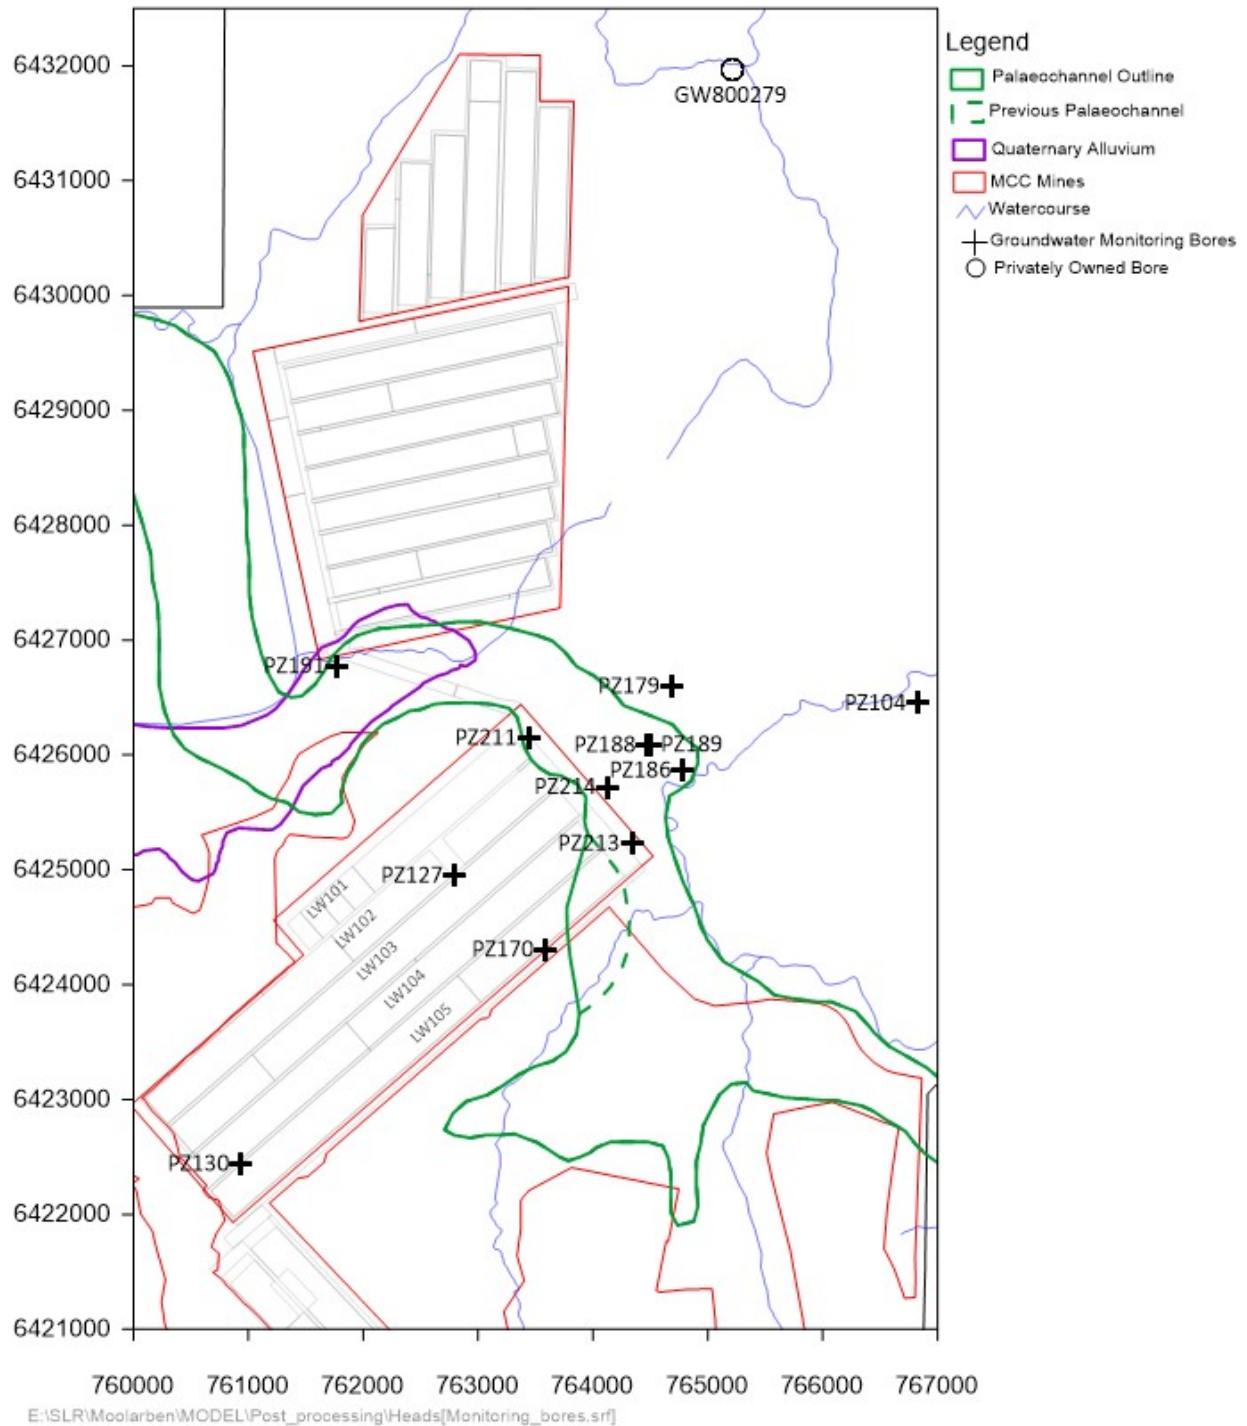 6432000
6431000
6430000
6429000
6428000
6427000
6426000
6425000
6424000
6423000
6422000
6421000
760000 761000 762000 763000 764000 765000 766000 767000
GW800279
PZ191
PZ179
PZ104
PZ211
PZ188 PZ189
PZ186
PZ214
PZ213
PZ127
PZ170
PZ130
LW101
LW102
LW103
LW104
LW105
Legend
Palaeochannel Outline
Previous Palaeochannel
Quaternary Alluvium
MCC Mines
Watercourse
Groundwater Monitoring Bores
Privately Owned Bore
E:\SLR\Moolarben\MODEL\Post_processing\Heads[Monitoring_bores.srf]